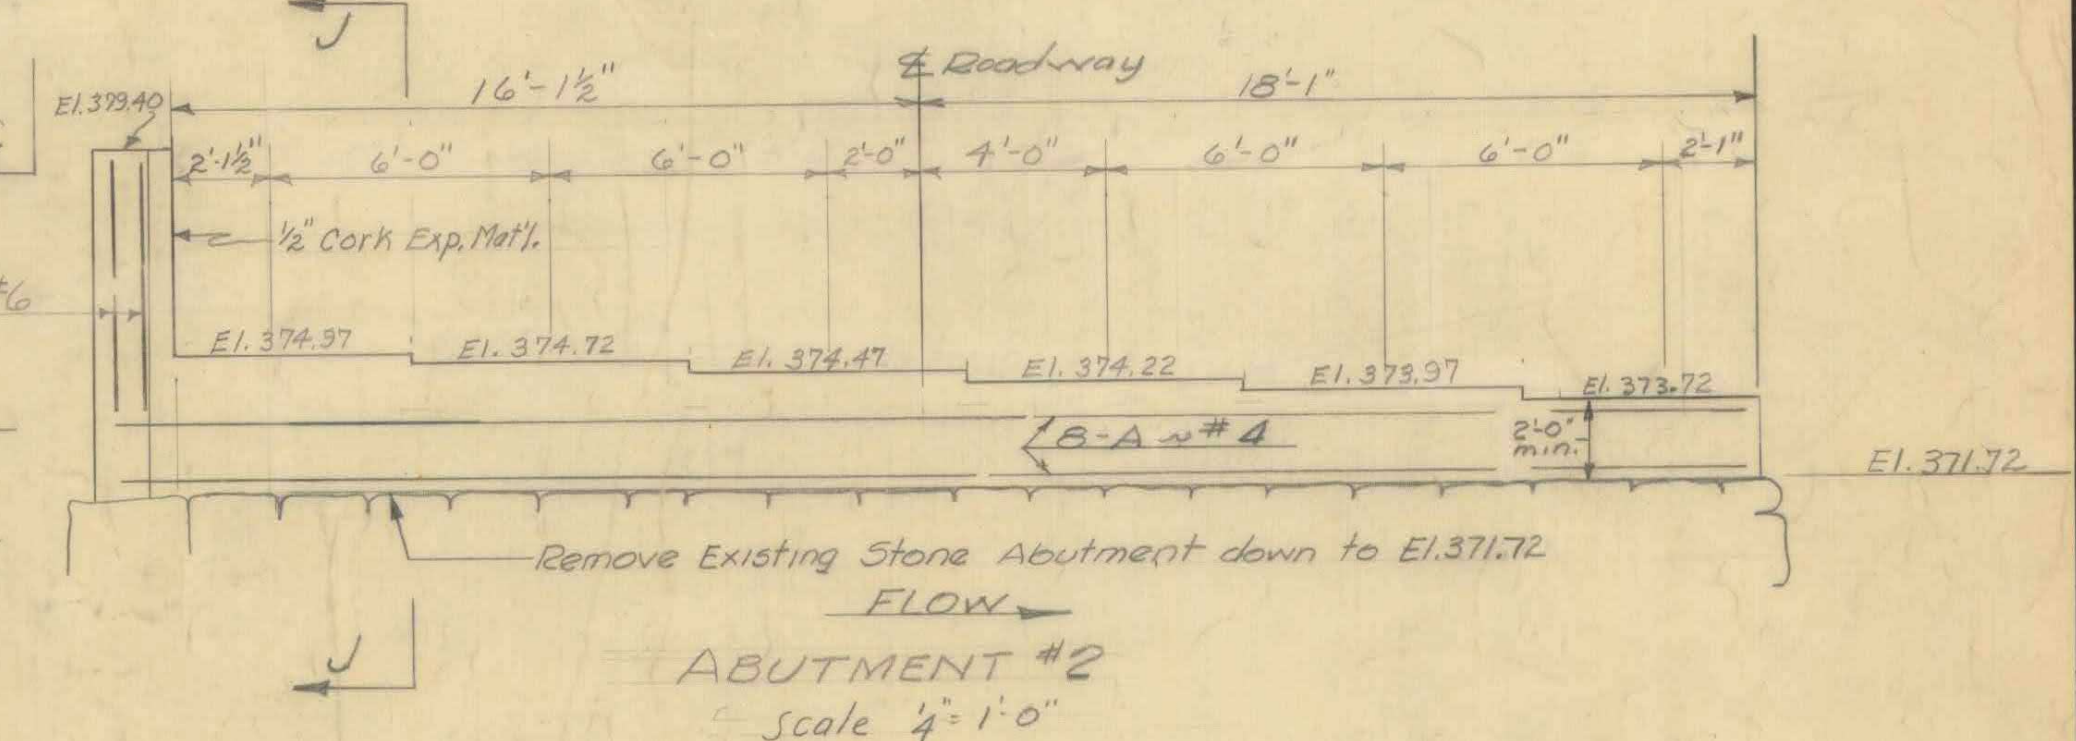 J
℄ Roadway
El. 379.40
16'-1½"
18'-1"
2'-1½"
6'-0"
6'-0"
2'-0"
4'-0"
6'-0"
6'-0"
2'-1"
½" Cork Exp. Mat'l.
#6
El. 374.97
El. 374.72
El. 374.47
El. 374.22
El. 373.97
El. 373.72
8-A ~ #4
2'-0"
min.
El. 371.72
Remove Existing Stone Abutment down to El. 371.72
FLOW
J
ABUTMENT #2
Scale ¼" = 1'-0"